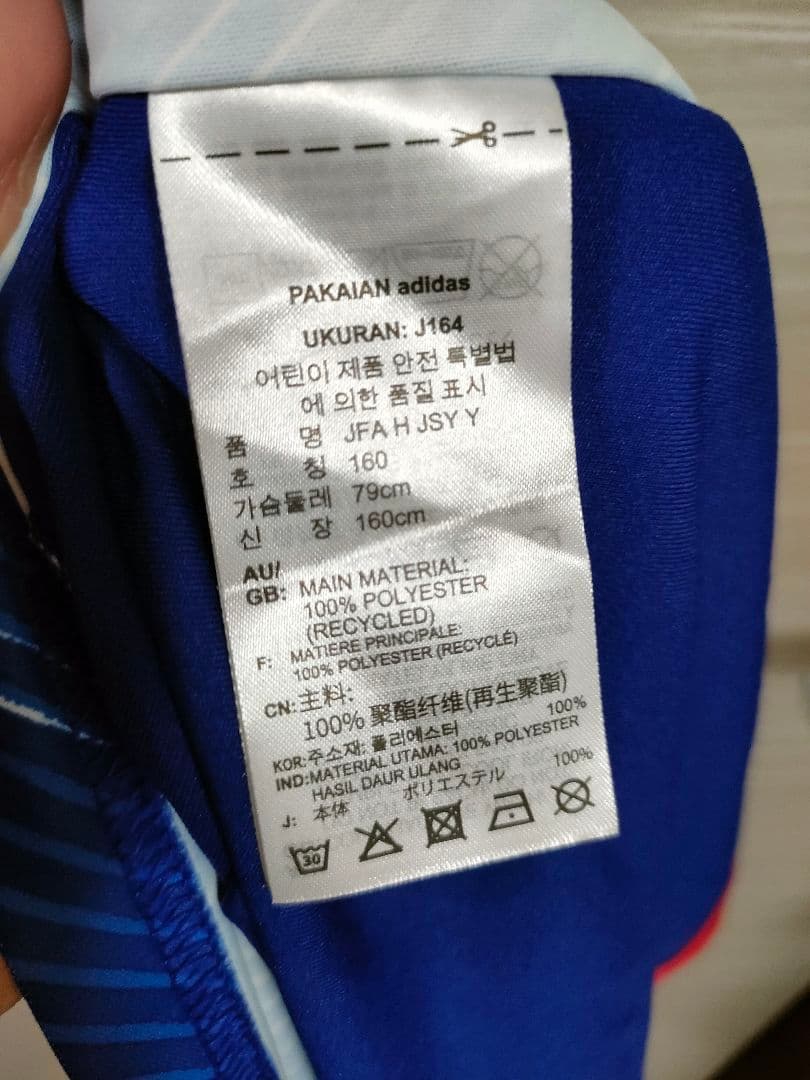 PAKAIAN adidas
UKURAN: J164
어린이 제품 안전 특별법
에 의한 품질 표시
품 명 JFA H JSY Y
호 칭 160
가슴둘레 79cm
신 장 160cm
AU/
GB: MAIN MATERIAL:
100% POLYESTER
(RECYCLED)
F: MATIERE PRINCIPALE:
100% POLYESTER (RECYCLÉ)
CN: 主料:
100% 聚酯纤维(再生聚酯)
KOR: 주소재: 폴리에스터 100%
IND: MATERIAL UTAMA: 100% POLYESTER
HASIL DAUR ULANG
J: 本体 ポリエステル 100%
30